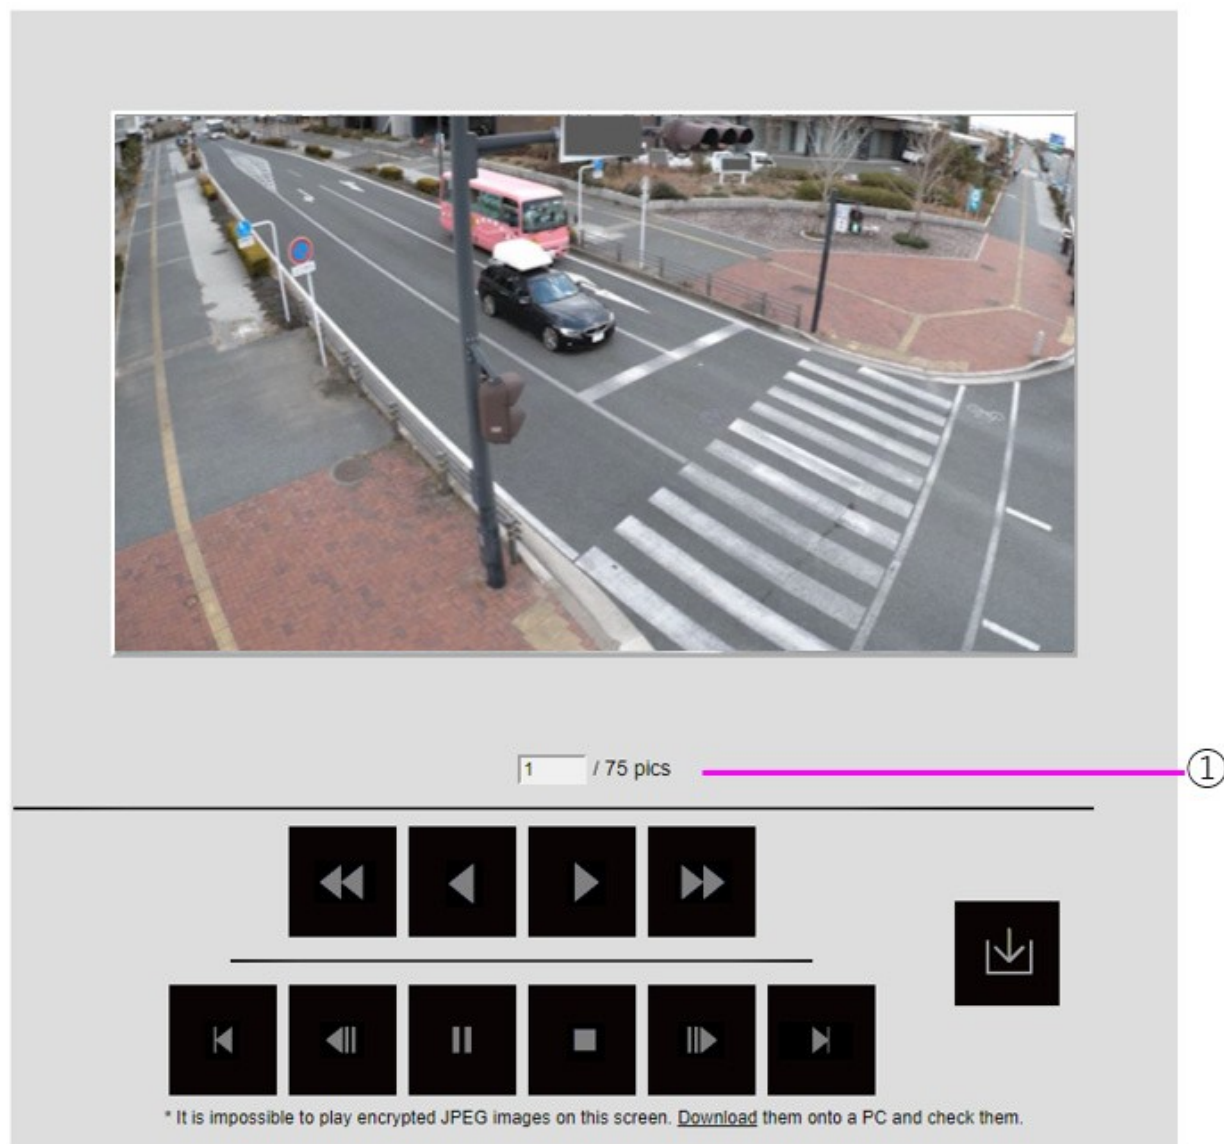 1 / 75 pics
①
* It is impossible to play encrypted JPEG images on this screen. Download them onto a PC and check them.